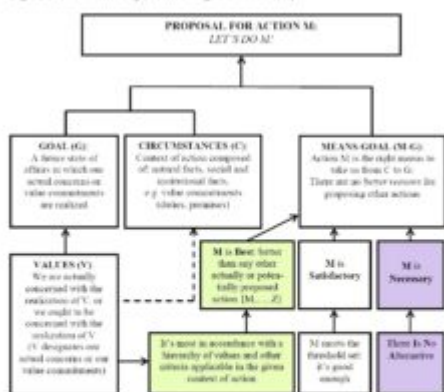 PROPOSAL FOR ACTION M:
LET'S DO M!
GOAL (G):
A future state of
affairs in which our
actual concerns or
value commitments
are realized
CIRCUMSTANCES (C):
Context of action composed
of: natural facts, social and
institutional facts,
e.g. value commitments
(duties, promises)
MEANS-GOAL (M-G):
Action M is the right means to
take us from C to G.
There are no better reasons for
proposing other actions
VALUES (V)
We are actually
concerned with the
realization of V, or
we ought to be
concerned with the
realization of V
(V designates our
actual concerns or our
value commitments)
M is Best: better
than any other
actually or poten-
tially proposed
action [M, ... Z)
M is
Satisfactory
M is
Necessary
It's most in accordance with a
hierarchy of values and other
criteria applicable in the given
context of action
M meets the
threshold set: it's
good enough
There Is No
Alternative